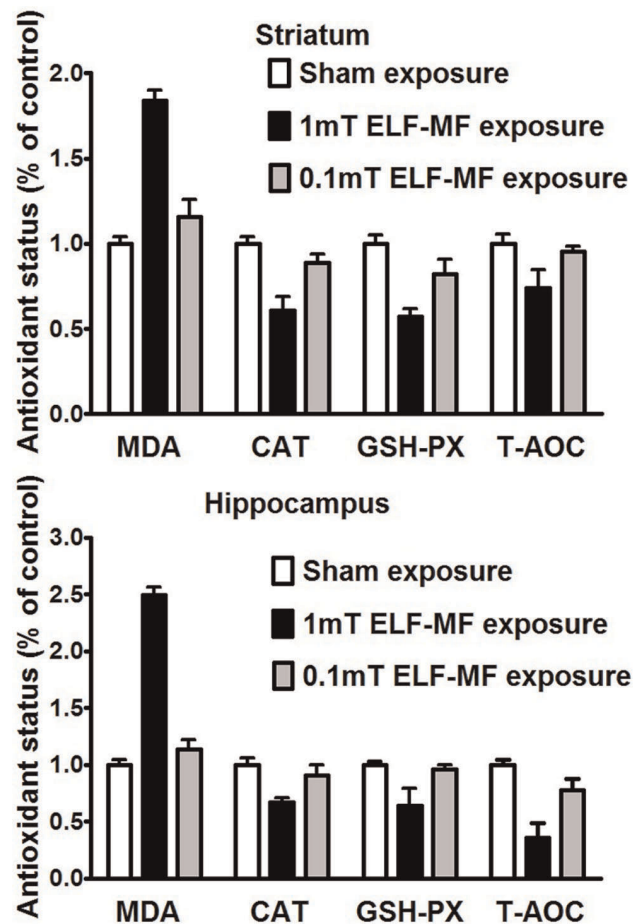 Striatum
Sham exposure
1mT ELF-MF exposure
0.1mT ELF-MF exposure
Antioxidant status (% of control)
2.0
1.5
1.0
0.5
0.0
MDA CAT GSH-PX T-AOC
Hippocampus
Sham exposure
1mT ELF-MF exposure
0.1mT ELF-MF exposure
Antioxidant status (% of control)
3.0
2.5
2.0
1.5
1.0
0.5
0.0
MDA CAT GSH-PX T-AOC